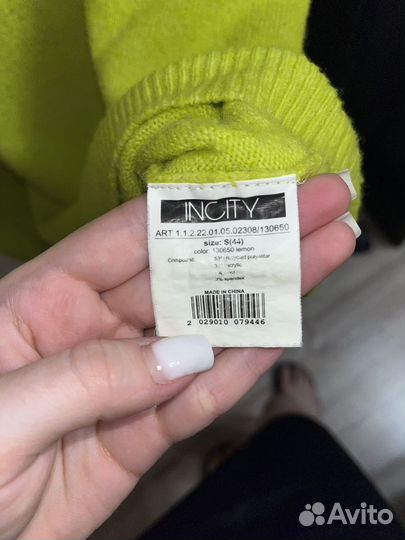 INCITY
ART 1.1.2.22.01.05.02308/130650
size: S(44)
color: 130650 lemon
spandex
MADE IN CHINA
2 029010 079446
Avito